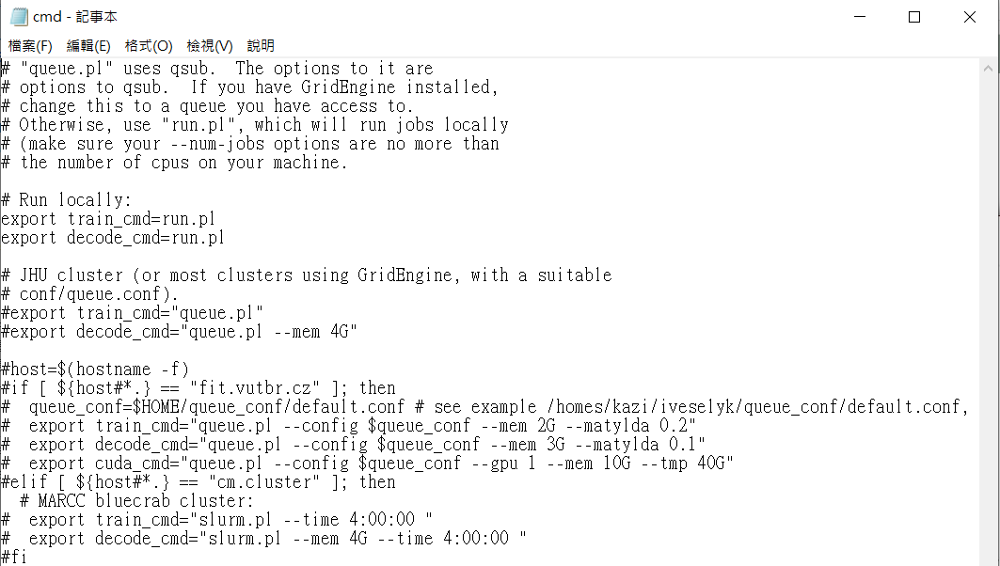 cmd - 記事本
檔案(F) 編輯(E) 格式(O) 檢視(V) 說明
# "queue.pl" uses qsub.  The options to it are
# options to qsub.  If you have GridEngine installed,
# change this to a queue you have access to.
# Otherwise, use "run.pl", which will run jobs locally
# (make sure your --num-jobs options are no more than
# the number of cpus on your machine.

# Run locally:
export train_cmd=run.pl
export decode_cmd=run.pl

# JHU cluster (or most clusters using GridEngine, with a suitable
# conf/queue.conf).
#export train_cmd="queue.pl"
#export decode_cmd="queue.pl --mem 4G"

#host=$(hostname -f)
#if [ ${host#*.} == "fit.vutbr.cz" ]; then
#  queue_conf=$HOME/queue_conf/default.conf # see example /homes/kazi/iveselyk/queue_conf/default.conf,
#  export train_cmd="queue.pl --config $queue_conf --mem 2G --matylda 0.2"
#  export decode_cmd="queue.pl --config $queue_conf --mem 3G --matylda 0.1"
#  export cuda_cmd="queue.pl --config $queue_conf --gpu 1 --mem 10G --tmp 40G"
#elif [ ${host#*.} == "cm.cluster" ]; then
  # MARCC bluecrab cluster:
#  export train_cmd="slurm.pl --time 4:00:00 "
#  export decode_cmd="slurm.pl --mem 4G --time 4:00:00 "
#fi